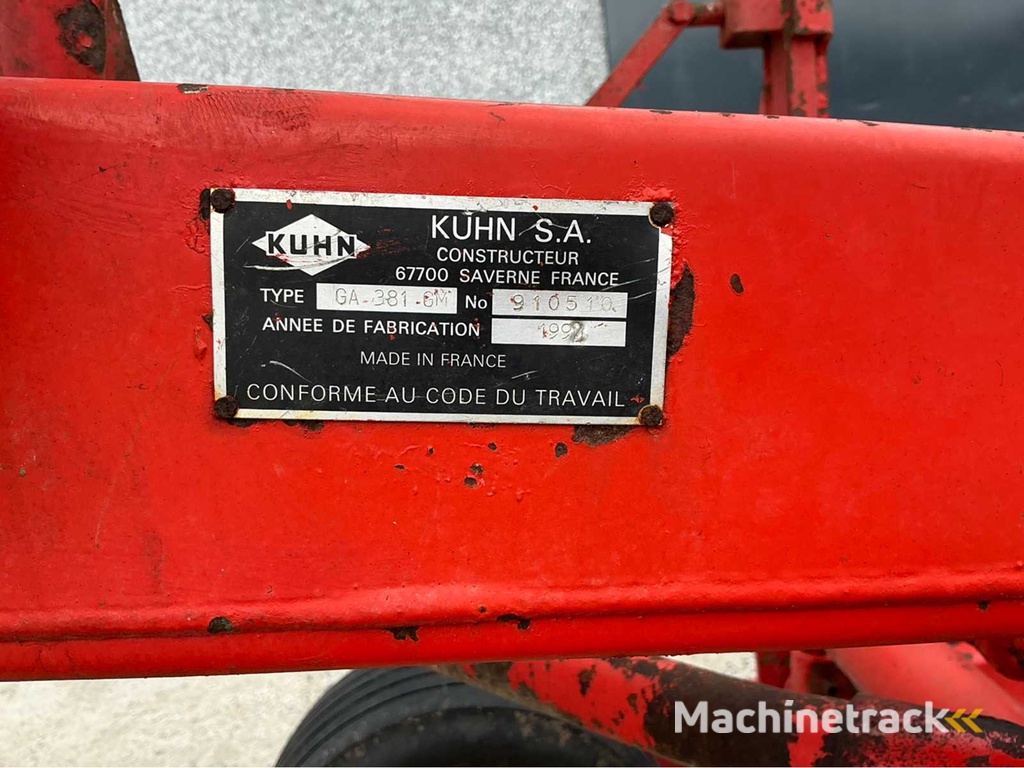 KUHN
KUHN S.A.
CONSTRUCTEUR
67700 SAVERNE FRANCE
TYPE GA-381 GM No 910510
ANNEE DE FABRICATION
MADE IN FRANCE
CONFORME AU CODE DU TRAVAIL
Machinetrack